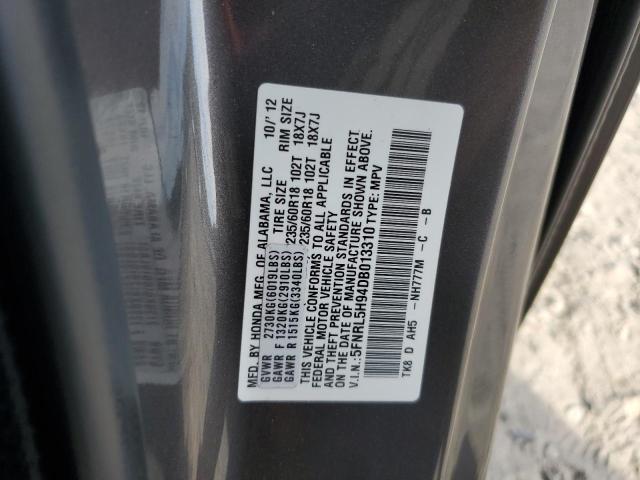 MFD. BY HONDA MFG. OF ALABAMA, LLC 10/'12
GVWR 2730KG(6019LBS) TIRE SIZE RIM SIZE
GAWR F 1320KG(2910LBS) 235/60R18 102T 18X7J
GAWR R 1515KG(3340LBS) 235/60R18 102T 18X7J
THIS VEHICLE CONFORMS TO ALL APPLICABLE
FEDERAL MOTOR VEHICLE SAFETY
AND THEFT PREVENTION STANDARDS IN EFFECT
ON THE DATE OF MANUFACTURE SHOWN ABOVE.
V.I.N.:5FNRL5H94DB013310 TYPE: MPV
TK8 D AH5 -NH777M -C -B